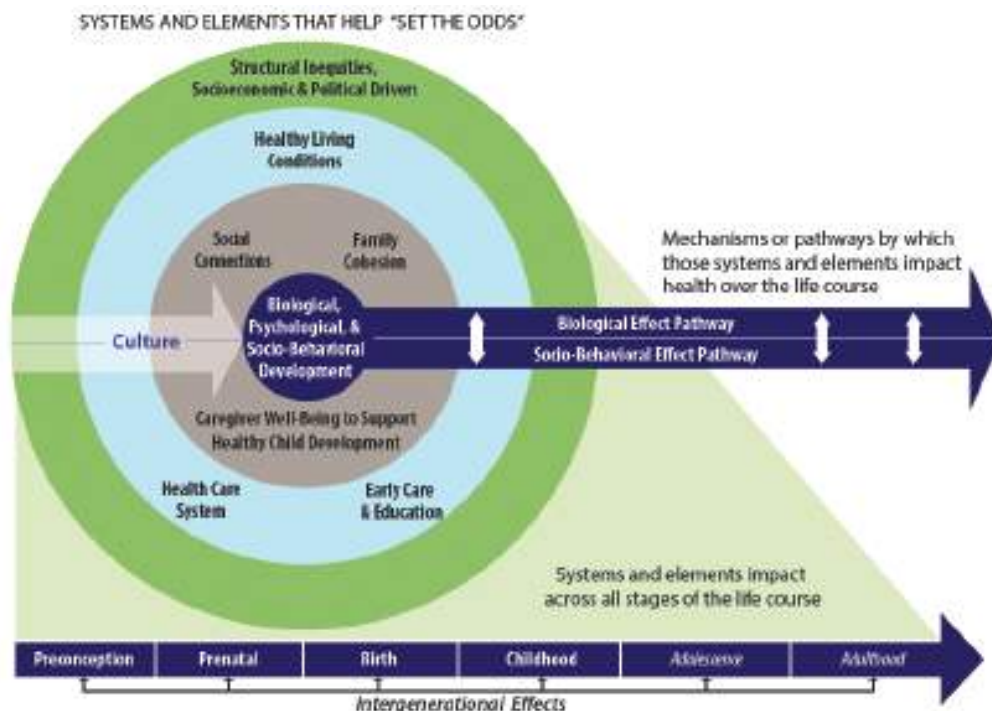 SYSTEMS AND ELEMENTS THAT HELP "SET THE ODDS"
Structural Inequities,
Socioeconomic & Political Drivers
Healthy Living
Conditions
Social
Connections
Family
Cohesion
Mechanisms or pathways by which
those systems and elements impact
health over the life course
Culture
Biological,
Psychological, &
Socio-Behavioral
Development
Biological Effect Pathway
Socio-Behavioral Effect Pathway
Caregiver Well-Being to Support
Healthy Child Development
Health Care
System
Early Care
& Education
Systems and elements impact
across all stages of the life course
Preconception
Prenatal
Birth
Childhood
Adolescence
Adulthood
Intergenerational Effects